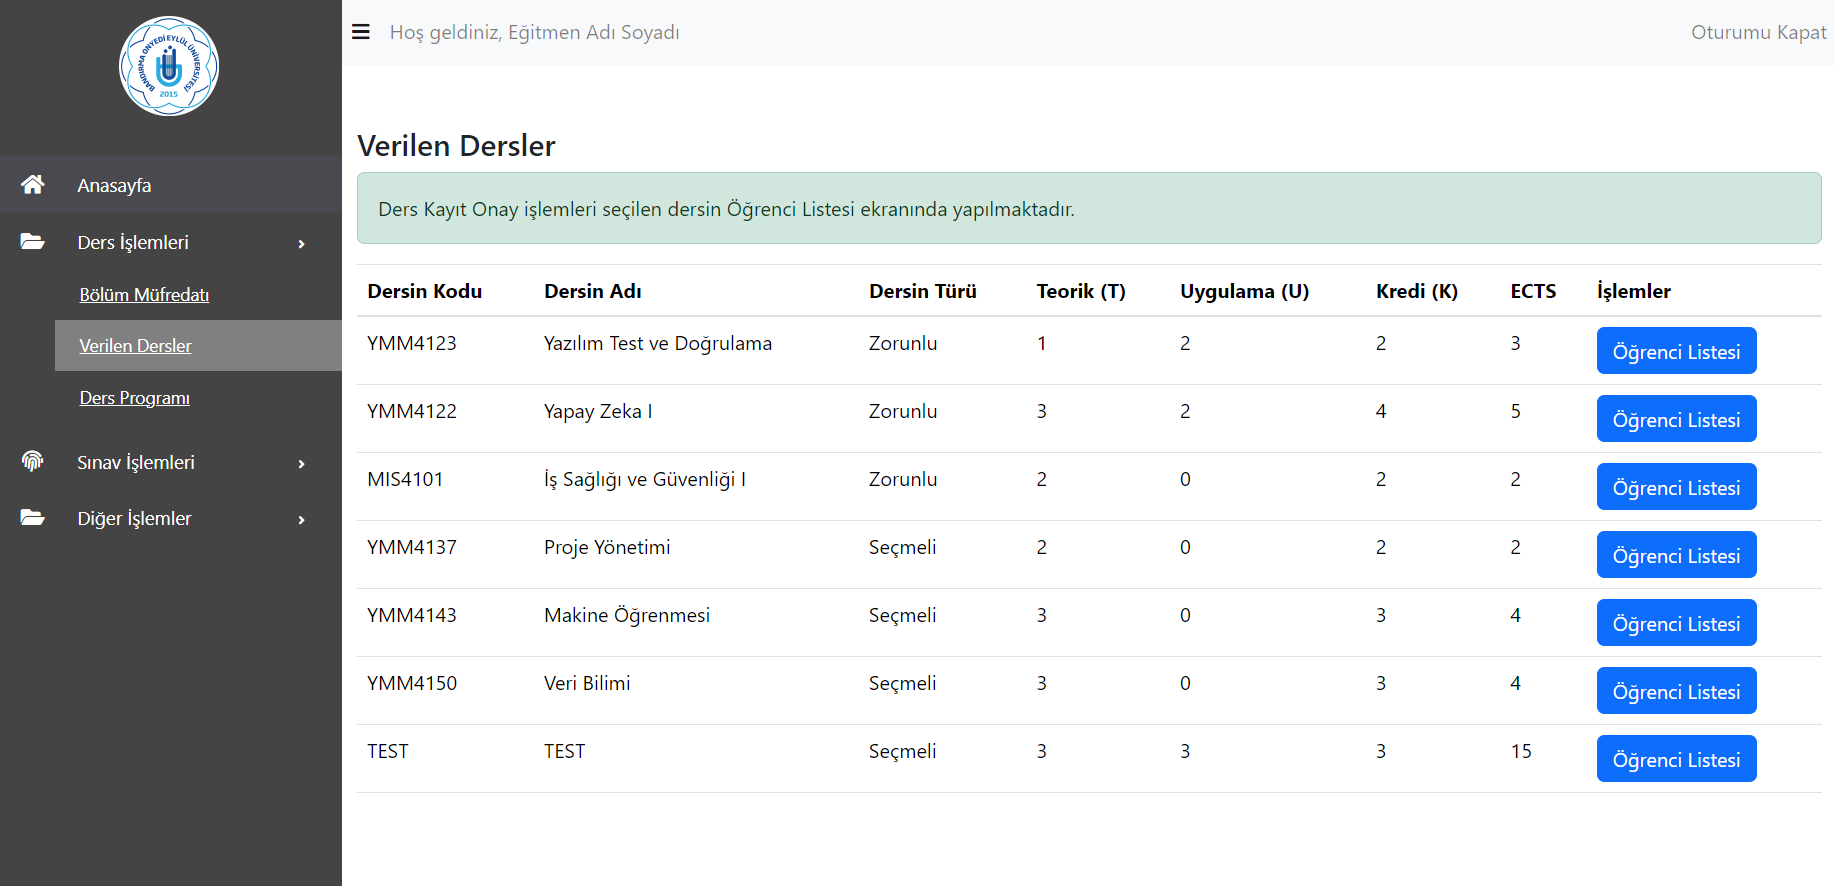 BANDIRMA ONYEDİ EYLÜL ÜNİVERSİTESİ
2015
Anasayfa
Ders İşlemleri
Bölüm Müfredatı
Verilen Dersler
Ders Programı
Sınav İşlemleri
Diğer İşlemler
Hoş geldiniz, Eğitmen Adı Soyadı
Oturumu Kapat
Verilen Dersler
Ders Kayıt Onay işlemleri seçilen dersin Öğrenci Listesi ekranında yapılmaktadır.
Dersin Kodu Dersin Adı Dersin Türü Teorik (T) Uygulama (U) Kredi (K) ECTS İşlemler
YMM4123 Yazılım Test ve Doğrulama Zorunlu 1 2 2 3 Öğrenci Listesi
YMM4122 Yapay Zeka I Zorunlu 3 2 4 5 Öğrenci Listesi
MIS4101 İş Sağlığı ve Güvenliği I Zorunlu 2 0 2 2 Öğrenci Listesi
YMM4137 Proje Yönetimi Seçmeli 2 0 2 2 Öğrenci Listesi
YMM4143 Makine Öğrenmesi Seçmeli 3 0 3 4 Öğrenci Listesi
YMM4150 Veri Bilimi Seçmeli 3 0 3 4 Öğrenci Listesi
TEST TEST Seçmeli 3 3 3 15 Öğrenci Listesi